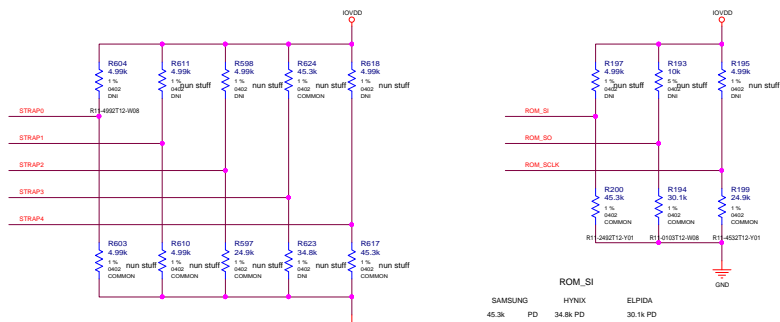 IOVDD
IOVDD
R604
4.99k
1 %
0402
DNI
R611
4.99k
1 %
0402
DNI
nun stuff
R598
4.99k
1 %
0402
DNI
nun stuff
R624
45.3k
1 %
0402
COMMON
nun stuff
R618
4.99k
1 %
0402
DNI
nun stuff
R197
4.99k
1 %
0402
DNI
nun stuff
R193
10k
5 %
0402
DNI
nun stuff
R195
4.99k
1 %
0402
DNI
nun stuff
STRAP0
R11-4992T12-W08
STRAP1
STRAP2
STRAP3
STRAP4
ROM_SI
ROM_SO
ROM_SCLK
R200
45.3k
1 %
0402
COMMON
R11-2492T12-Y01
R194
30.1k
1 %
0402
COMMON
R11-0103T12-W08
R199
24.9k
1 %
0402
COMMON
R11-4532T12-Y01
R603
4.99k
1 %
0402
COMMON
nun stuff
R610
4.99k
1 %
0402
COMMON
nun stuff
R597
24.9k
1 %
0402
COMMON
nun stuff
R623
34.8k
1 %
0402
COMMON
nun stuff
R617
45.3k
1 %
0402
COMMON
nun stuff
GND
ROM_SI
SAMSUNG HYNIX ELPIDA
45.3k PD 34.8k PD 30.1k PD